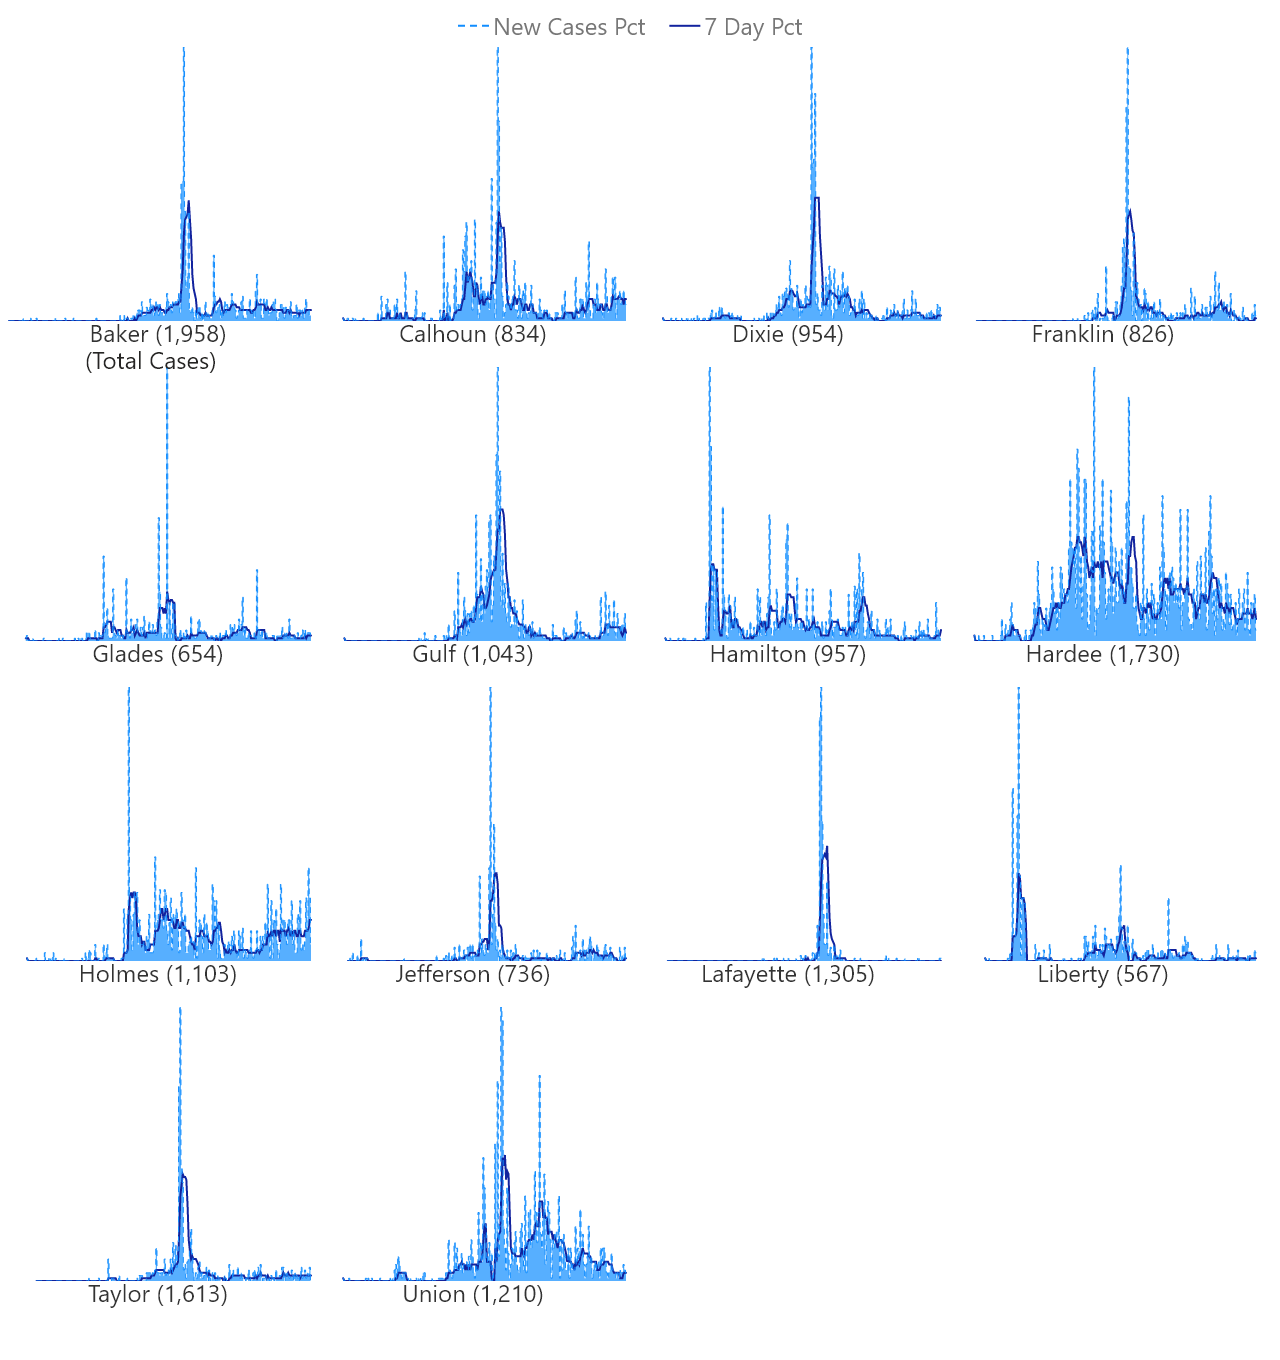 New Cases Pct 7 Day Pct
Baker (1,958) Calhoun (834) Dixie (954) Franklin (826)
(Total Cases)
Glades (654) Gulf (1,043) Hamilton (957) Hardee (1,730)
Holmes (1,103) Jefferson (736) Lafayette (1,305) Liberty (567)
Taylor (1,613) Union (1,210)